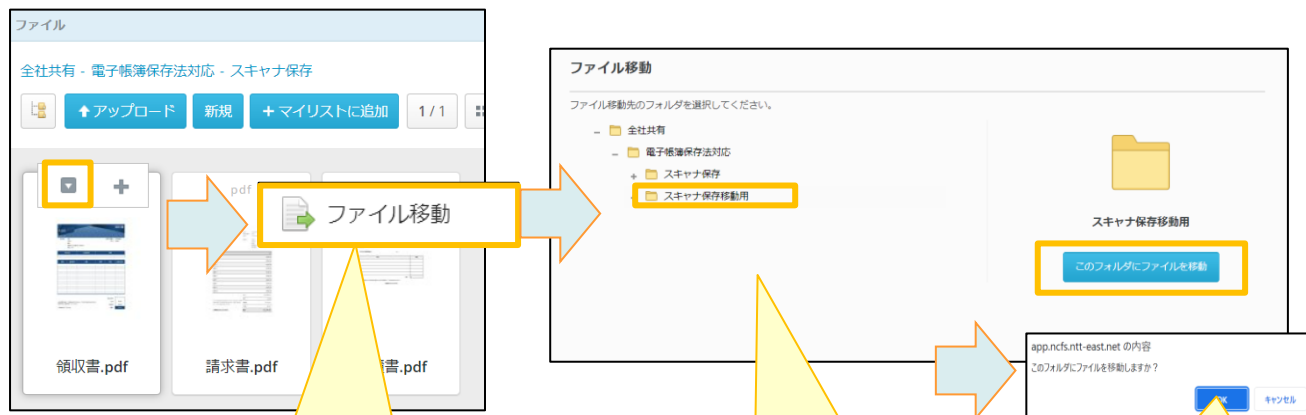 ファイル
全社共有 - 電子帳簿保存法対応 - スキャナ保存
アップロード 新規 + マイリストに追加 1 / 1
pdf
ファイル移動
領収書.pdf 請求書.pdf 書.pdf
ファイル移動
ファイル移動先のフォルダを選択してください。
全社共有
電子帳簿保存法対応
スキャナ保存
スキャナ保存移動用
スキャナ保存移動用
このフォルダにファイルを移動
app.ncfs.ntt-east.net の内容
このフォルダにファイルを移動しますか？
OK キャンセル